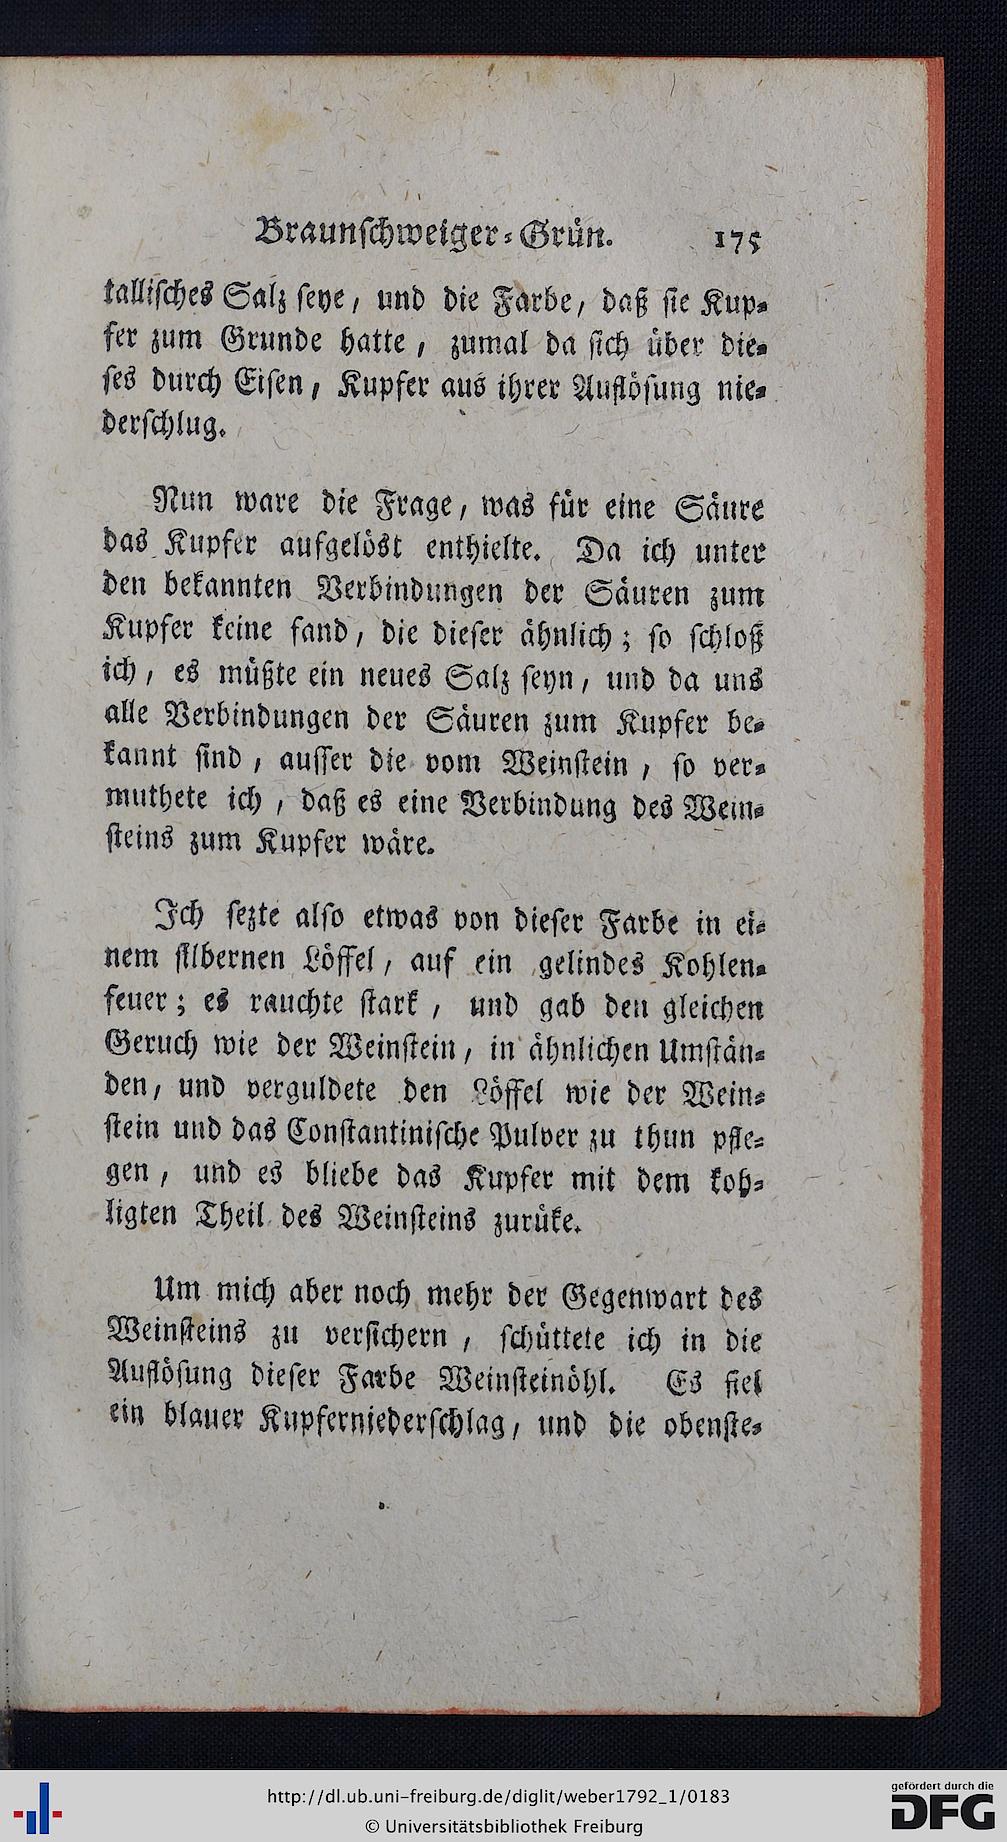 Braunſchweiger⸗Grün. 175
talliſches Salz ſeye, und die Farbe, daß ſie Kup⸗
fer zum Grunde hatte, zumal da ſich über die⸗
ſes durch Eiſen, Kupfer aus ihrer Auflöſung nie⸗
derſchlug.
Nun ware die Frage, was für eine Säure
das Kupfer aufgelöst enthielte. Da ich unter
den bekannten Verbindungen der Säuren zum
Kupfer keine fand, die dieſer ähnlich; ſo ſchloß
ich, es müßte ein neues Salz ſeyn, und da uns
alle Verbindungen der Säuren zum Kupfer be⸗
kannt ſind, auſſer die vom Weinſtein, ſo ver⸗
muthete ich, daß es eine Verbindung des Wein⸗
ſteins zum Kupfer wäre.
Ich ſezte alſo etwas von dieſer Farbe in ei⸗
nem ſilbernen Löffel, auf ein gelindes Kohlen⸗
feuer; es rauchte ſtark, und gab den gleichen
Geruch wie der Weinſtein, in ähnlichen Umſtän⸗
den, und verguldete den Löffel wie der Wein⸗
ſtein und das Conſtantiniſche Pulver zu thun pfle⸗
gen, und es bliebe das Kupfer mit dem koh⸗
ligten Theil des Weinſteins zurüke.
Um mich aber noch mehr der Gegenwart des
Weinſteins zu verſichern, ſchüttete ich in die
Auflöſung dieſer Farbe Weinſteinöhl. Es fiel
ein blauer Kupferniederſchlag, und die obenſte⸗
http://dl.ub.uni-freiburg.de/diglit/weber1792_1/0183
© Universitätsbibliothek Freiburg
gefördert durch die
DFG